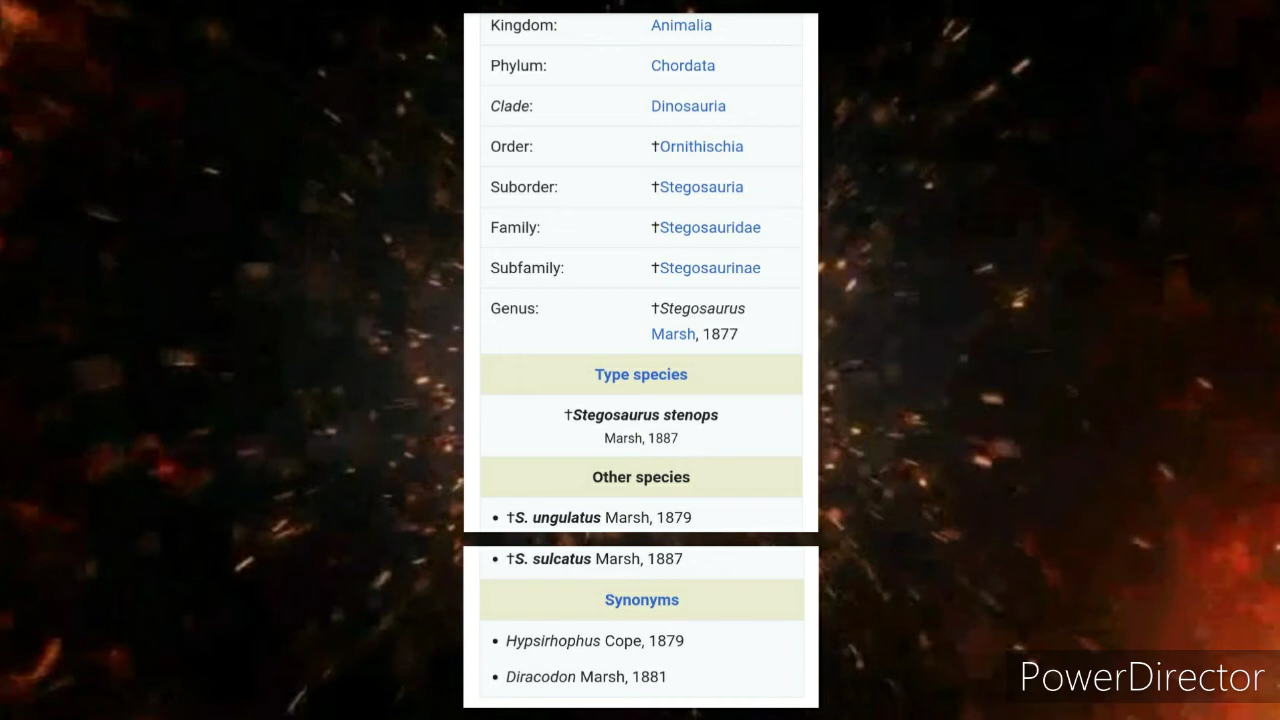 Kingdom: Animalia
Phylum: Chordata
Clade: Dinosauria
Order: †Ornithischia
Suborder: †Stegosauria
Family: †Stegosauridae
Subfamily: †Stegosaurinae
Genus: †Stegosaurus
Marsh, 1877
Type species
†Stegosaurus stenops
Marsh, 1887
Other species
• †S. ungulatus Marsh, 1879
• †S. sulcatus Marsh, 1887
Synonyms
• Hypsirhophus Cope, 1879
• Diracodon Marsh, 1881
PowerDirector